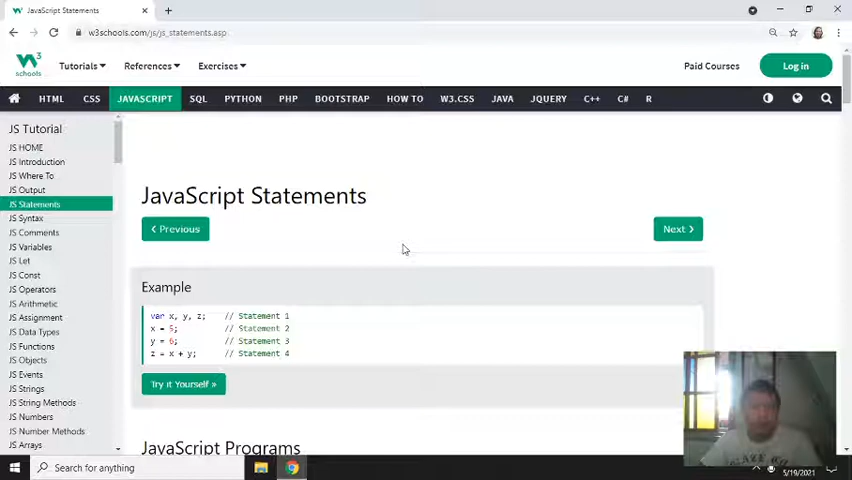 JavaScript Statements
w3schools.com/js/js_statements.asp
W3
schools
Tutorials
References
Exercises
Paid Courses
Log in
HTML CSS JAVASCRIPT SQL PYTHON PHP BOOTSTRAP HOW TO W3.CSS JAVA JQUERY C++ C# R
JS Tutorial
JS HOME
JS Introduction
JS Where To
JS Output
JS Statements
JS Syntax
JS Comments
JS Variables
JS Let
JS Const
JS Operators
JS Arithmetic
JS Assignment
JS Data Types
JS Functions
JS Objects
JS Events
JS Strings
JS String Methods
JS Numbers
JS Number Methods
JS Arrays
JavaScript Statements
❮ Previous
Next ❯
Example
var x, y, z; // Statement 1
x = 5; // Statement 2
y = 6; // Statement 3
z = x + y; // Statement 4
Try it Yourself »
JavaScript Programs
Search for anything
5/19/2021